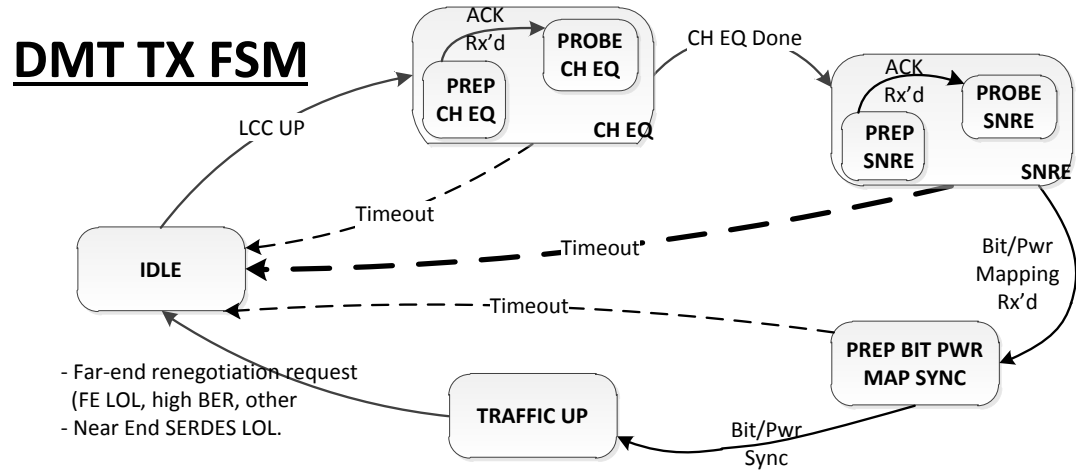 DMT TX FSM
ACK
Rx'd
PROBE
CH EQ
PREP
CH EQ
CH EQ
CH EQ Done
ACK
Rx'd
PROBE
SNRE
PREP
SNRE
SNRE
LCC UP
Timeout
Timeout
Timeout
IDLE
Bit/Pwr
Mapping
Rx'd
PREP BIT PWR
MAP SYNC
- Far-end renegotiation request
(FE LOL, high BER, other
- Near End SERDES LOL.
TRAFFIC UP
Bit/Pwr
Sync